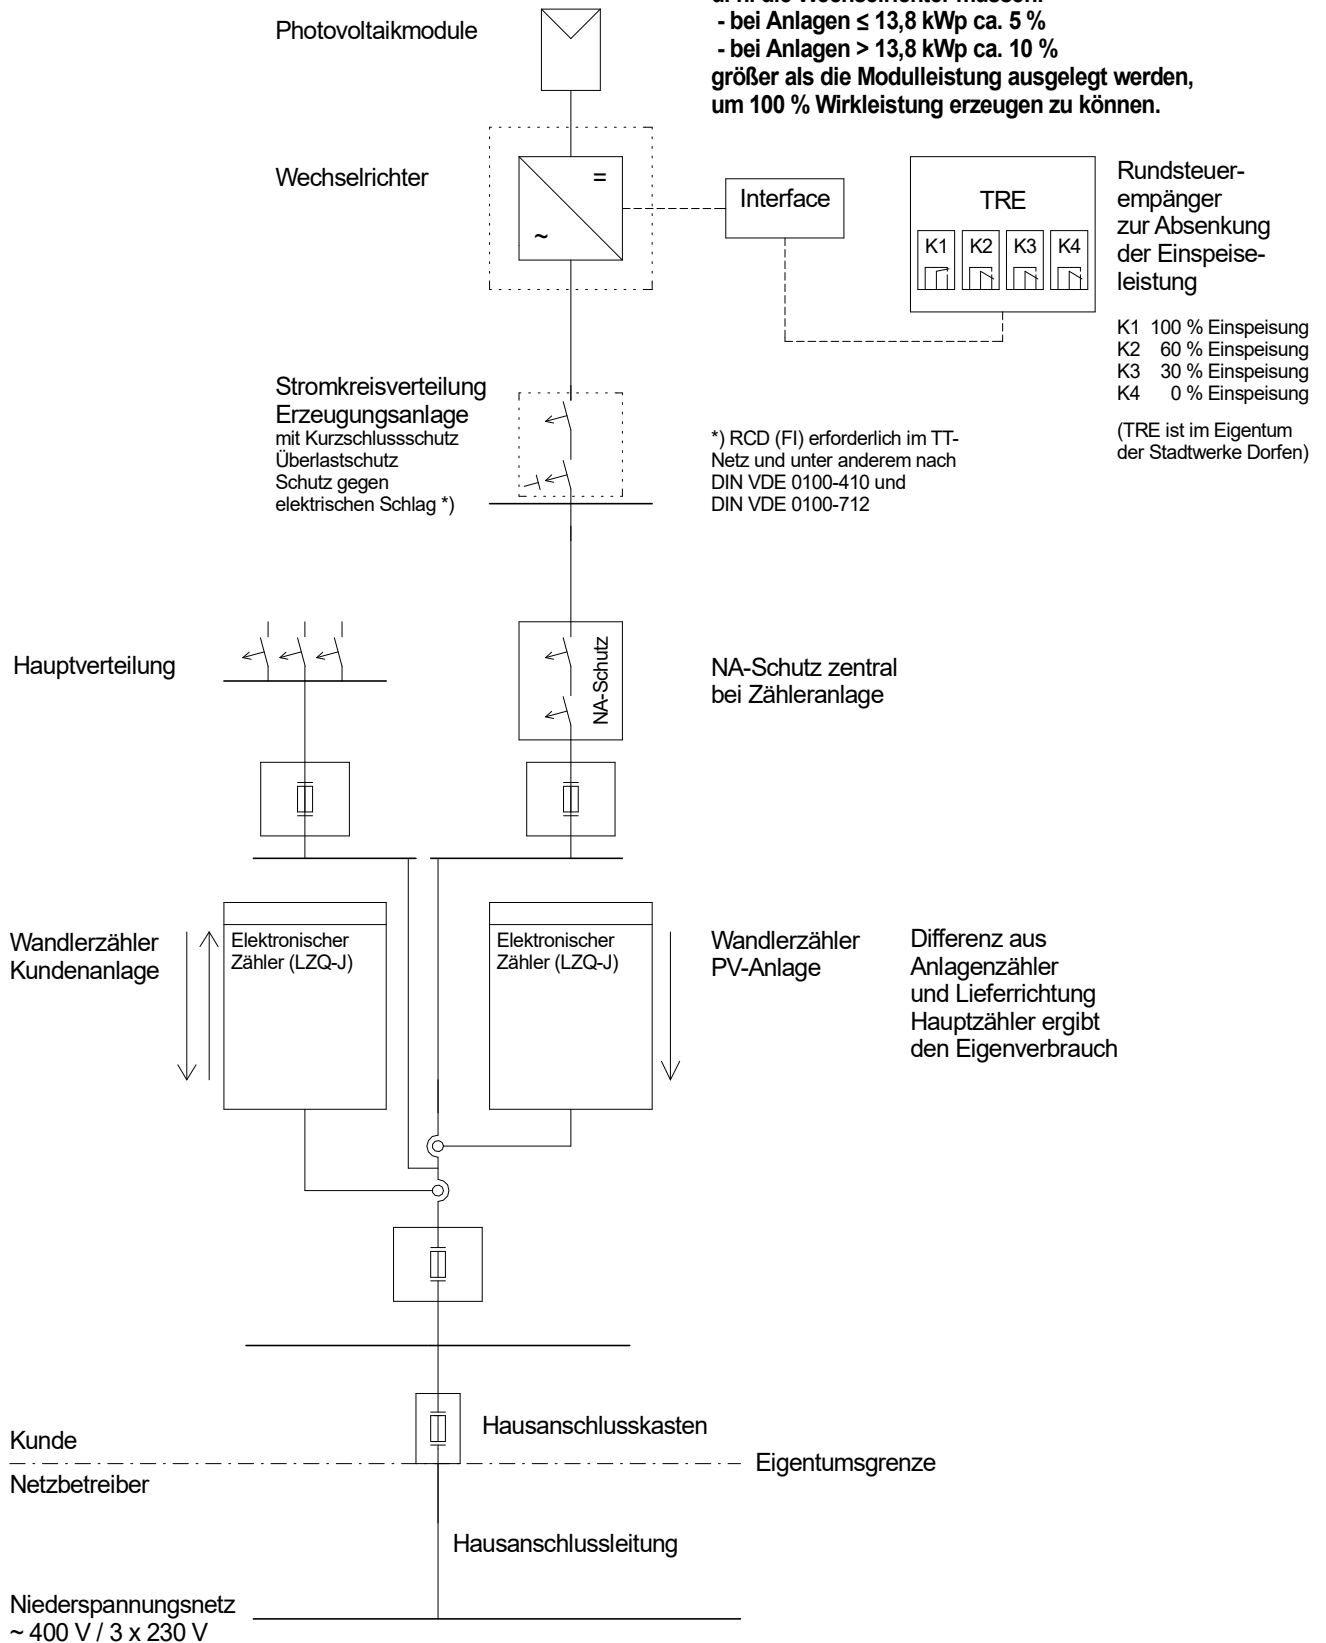 d. h. die Wechselrichter müssen:
- bei Anlagen ≤ 13,8 kWp ca. 5 %
- bei Anlagen > 13,8 kWp ca. 10 %
größer als die Modulleistung ausgelegt werden,
um 100 % Wirkleistung erzeugen zu können.
Photovoltaikmodule
Wechselrichter
=
~
Interface
TRE
K1 K2 K3 K4
Rundsteuer-
empänger
zur Absenkung
der Einspeise-
leistung
K1 100 % Einspeisung
K2 60 % Einspeisung
K3 30 % Einspeisung
K4 0 % Einspeisung
(TRE ist im Eigentum
der Stadtwerke Dorfen)
Stromkreisverteilung
Erzeugungsanlage
mit Kurzschlussschutz
Überlastschutz
Schutz gegen
elektrischen Schlag *)
*) RCD (FI) erforderlich im TT-
Netz und unter anderem nach
DIN VDE 0100-410 und
DIN VDE 0100-712
Hauptverteilung
NA-Schutz
NA-Schutz zentral
bei Zähleranlage
Wandlerzähler
Kundenanlage
Elektronischer
Zähler (LZQ-J)
Elektronischer
Zähler (LZQ-J)
Wandlerzähler
PV-Anlage
Differenz aus
Anlagenzähler
und Lieferrichtung
Hauptzähler ergibt
den Eigenverbrauch
Hausanschlusskasten
Kunde
Eigentumsgrenze
Netzbetreiber
Hausanschlussleitung
Niederspannungsnetz
~ 400 V / 3 x 230 V